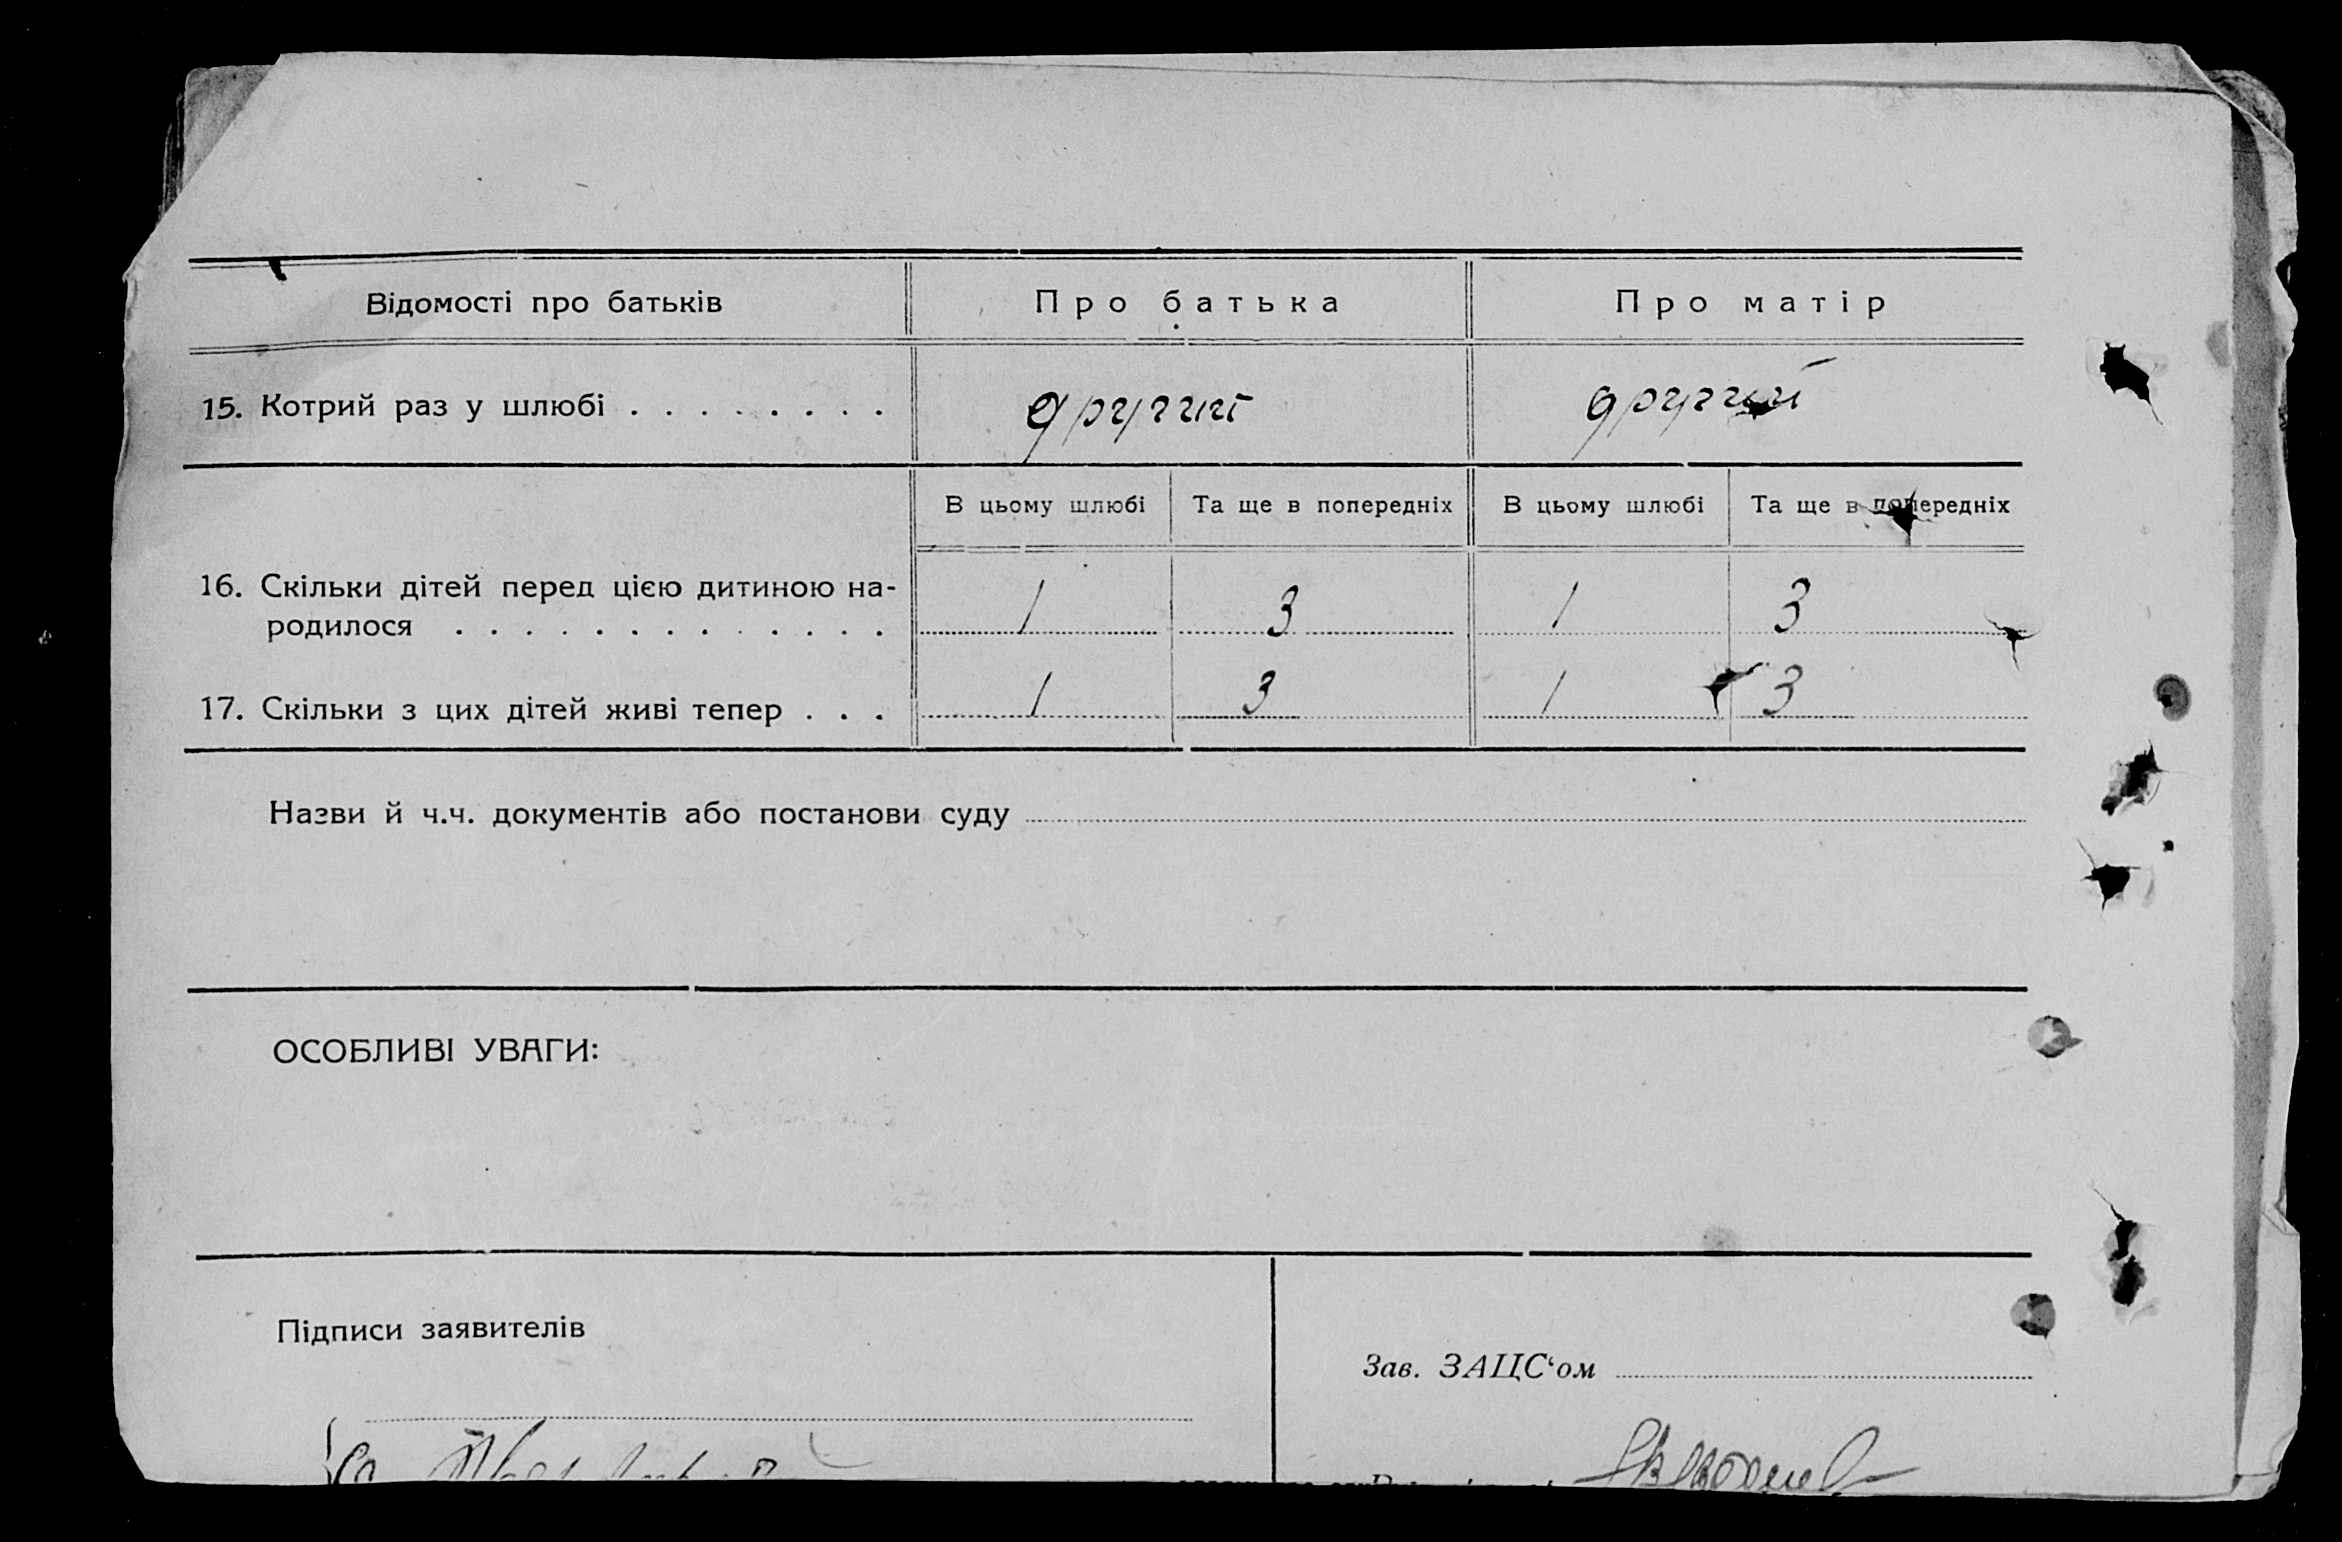 Відомості про батьків Про батька Про матір
15. Котрий раз у шлюбі . . . . . . . . другий другий
В цьому шлюбі Та ще в попередніх В цьому шлюбі Та ще в попередніх
16. Скільки дітей перед цією дитиною на-
родилося . . . . . . . . . . . . . 1 3 1 3
17. Скільки з цих дітей живі тепер . . . 1 3 1 3
Назви й ч.ч. документів або постанови суду
ОСОБЛИВІ УВАГИ:
Підписи заявителів
Зав. ЗАЦС‘ом